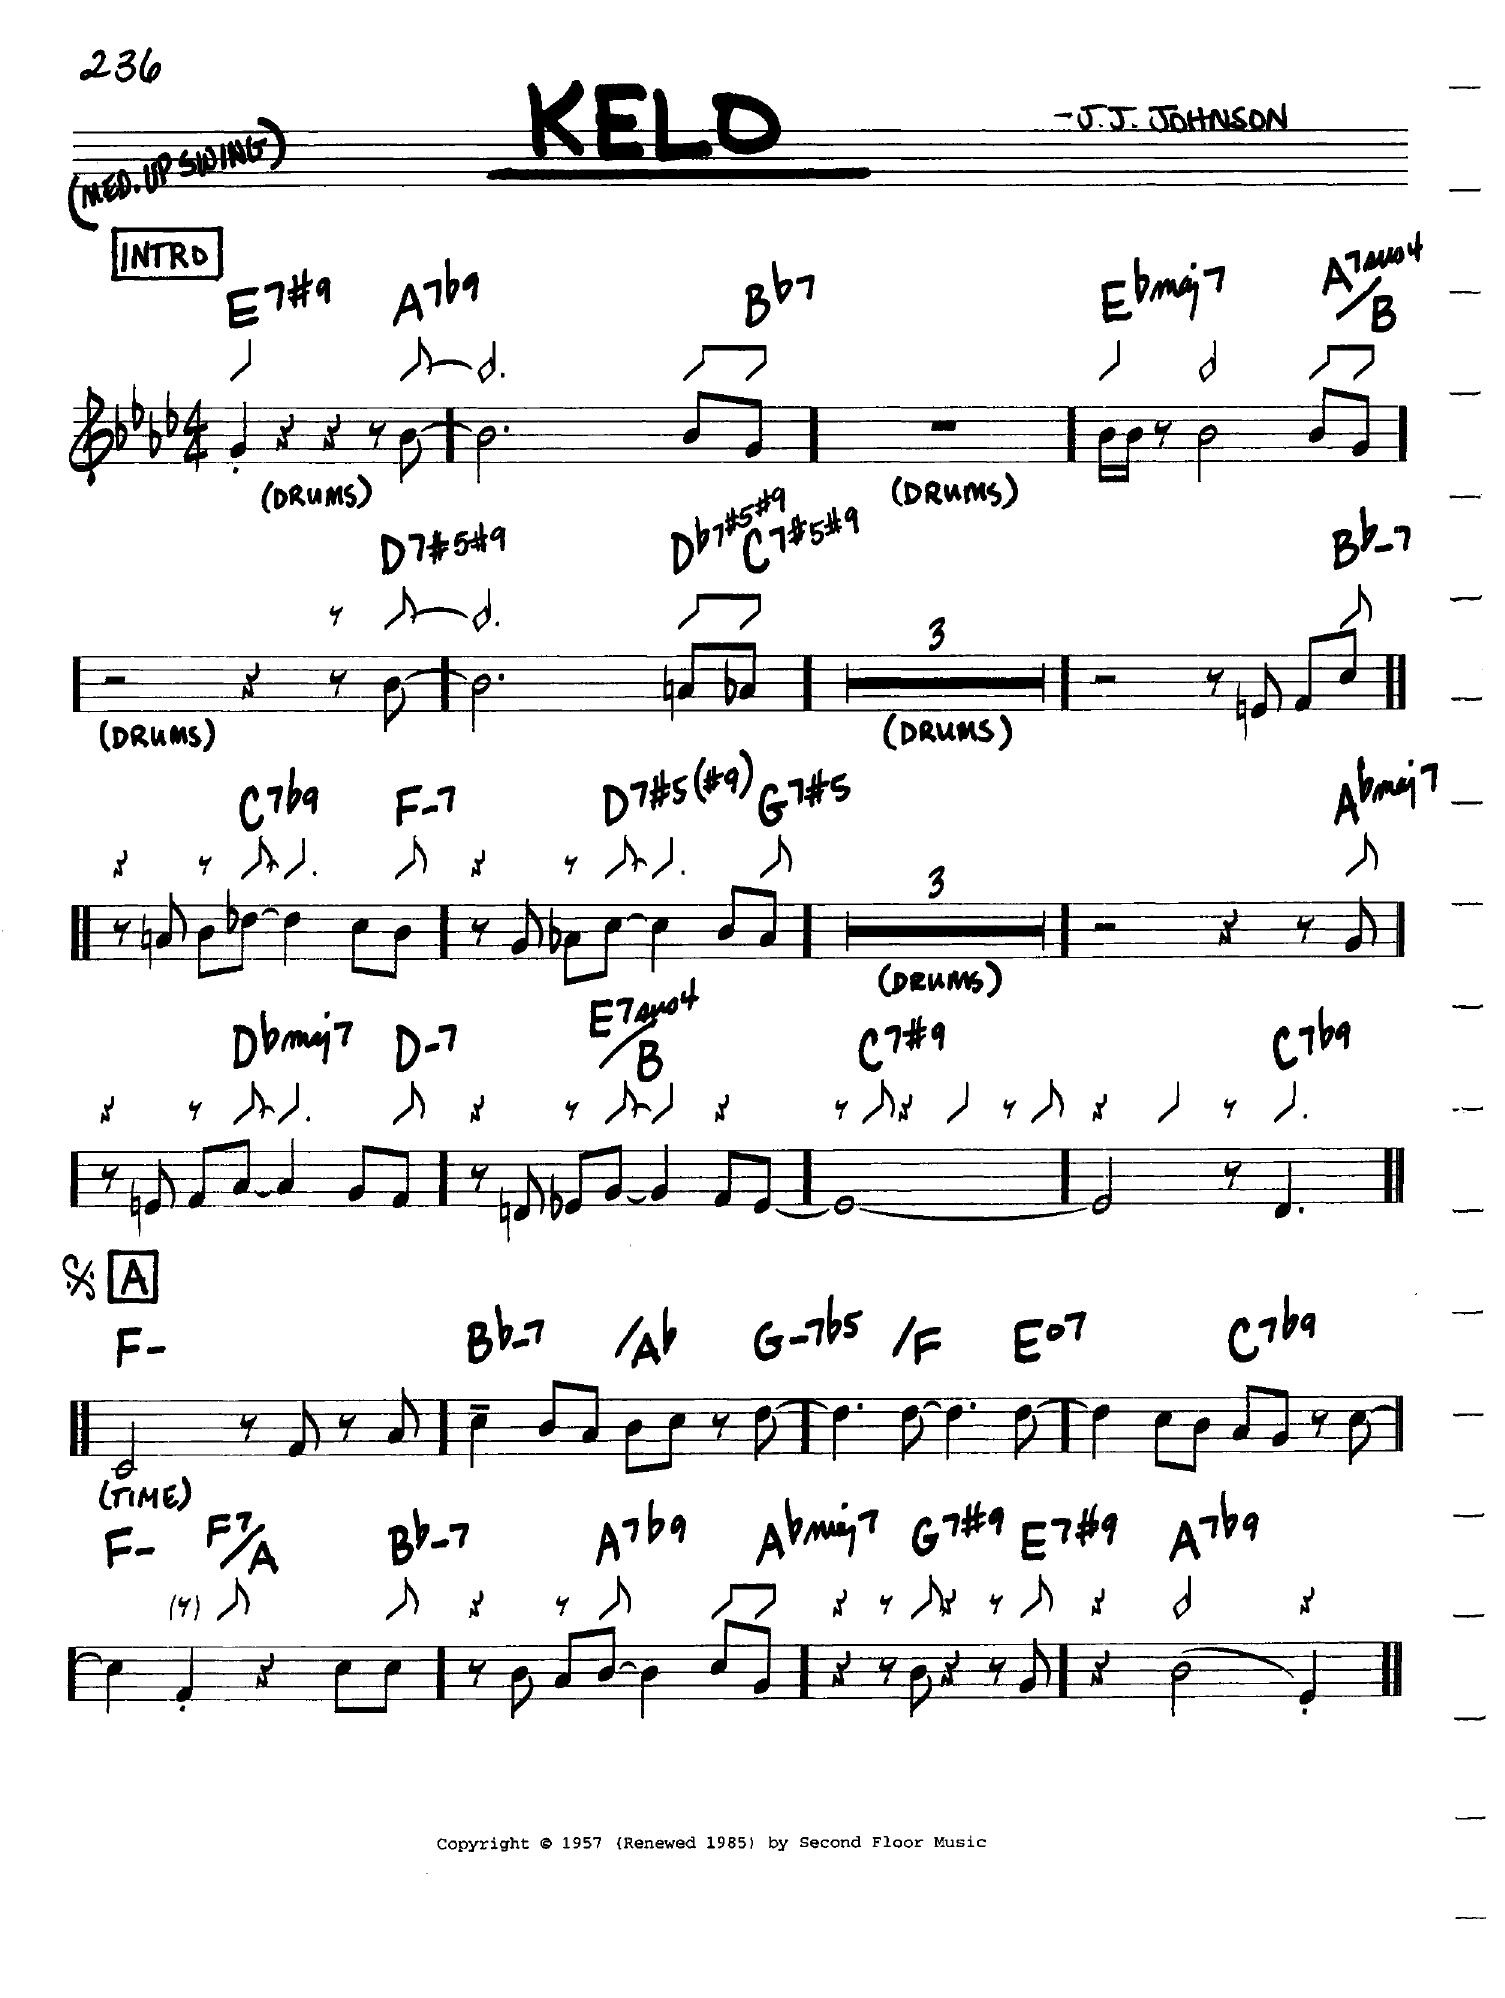 236
KELO
-J.J. JOHNSON
(MED. UP SWING)
INTRO
E7#9 A7b9 Bb7 Ebmaj7 A7sus4/B
4/4
(DRUMS) (DRUMS)
D7#5#9 Db7#5#9 C7#5#9 Bb-7
3
(DRUMS) (DRUMS)
C7b9 F-7 D7#5(#9) G7#5 Abmaj7
3
(DRUMS)
Dbmaj7 D-7 E7sus4/B C7#9 C7b9
A
F- Bb-7 /Ab G-7b5 /F Eo7 C7b9
(TIME)
F- F7/A Bb-7 A7b9 Abmaj7 G7#9 E7#9 A7b9
Copyright © 1957 (Renewed 1985) by Second Floor Music